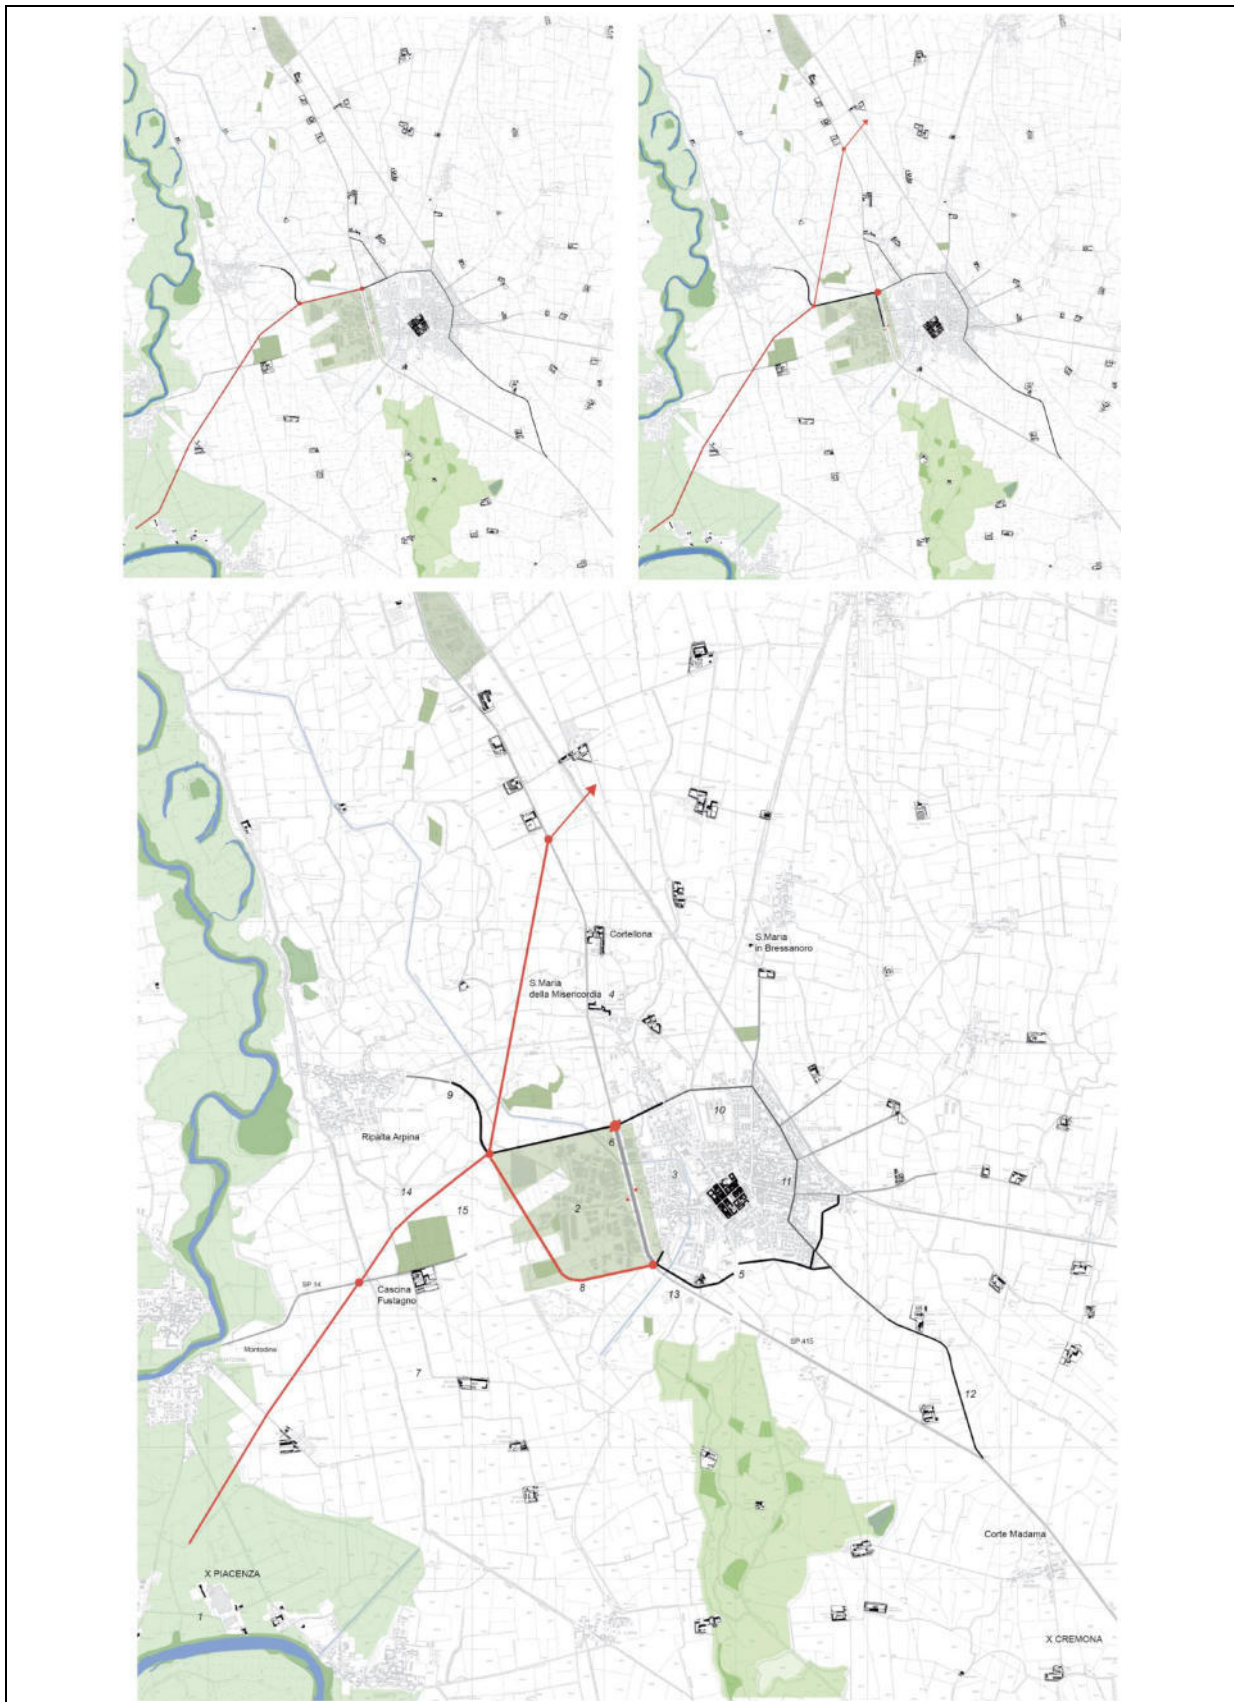 Cortellona
S.Maria
in Bressanoro
S.Maria
della Misericordia
4
9
10
Ripalta Arpina
6
3
11
14
2
15
SP 14
Cascina
Fustagno
8
5
13
Montodine
SP 415
7
12
Corte Madama
X PIACENZA
1
X CREMONA